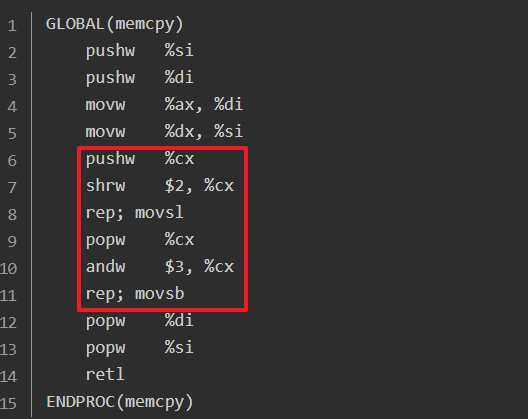 1 GLOBAL(memcpy)
2 pushw %si
3 pushw %di
4 movw %ax, %di
5 movw %dx, %si
6 pushw %cx
7 shrw $2, %cx
8 rep; movsl
9 popw %cx
10 andw $3, %cx
11 rep; movsb
12 popw %di
13 popw %si
14 retl
15 ENDPROC(memcpy)